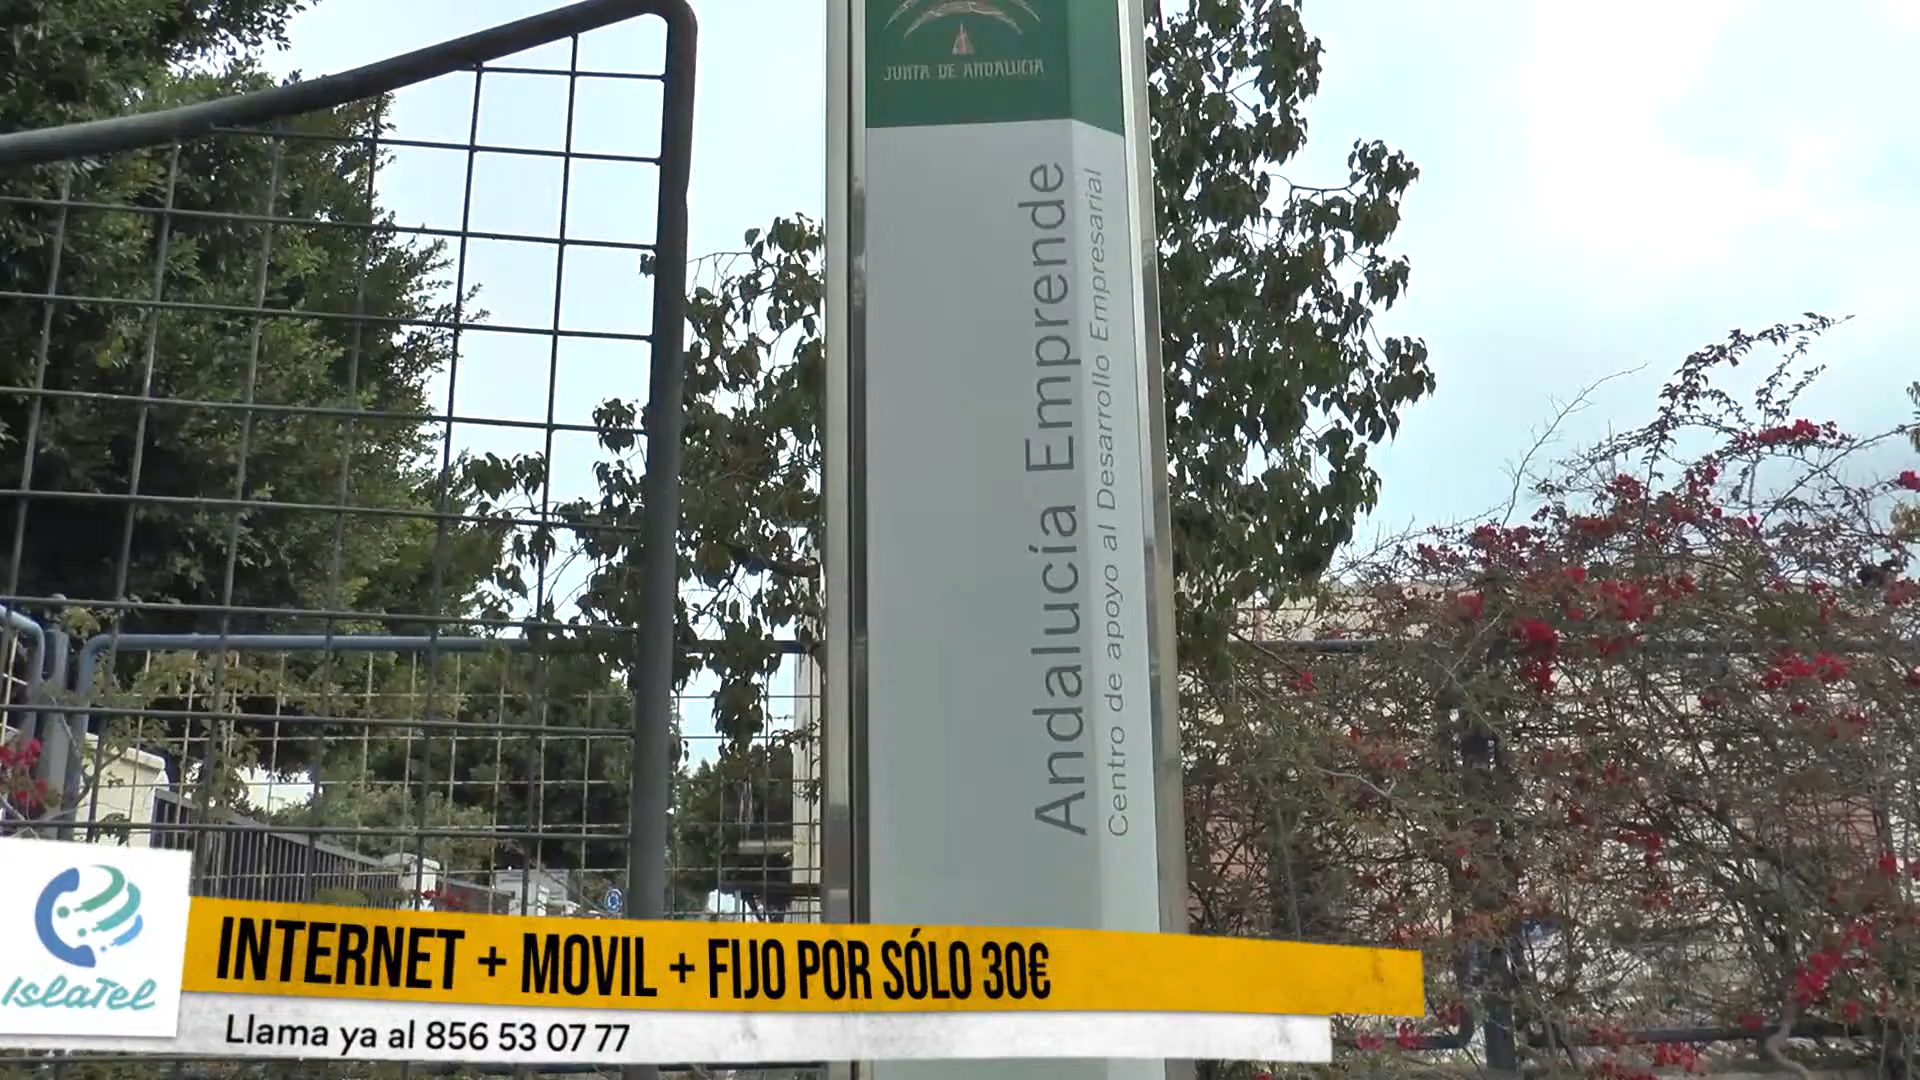 JUNTA DE ANDALUCIA
Andalucía Emprende
Centro de apoyo al Desarrollo Empresarial
IslaTel
INTERNET + MOVIL + FIJO POR SÓLO 30€
Llama ya al 856 53 07 77